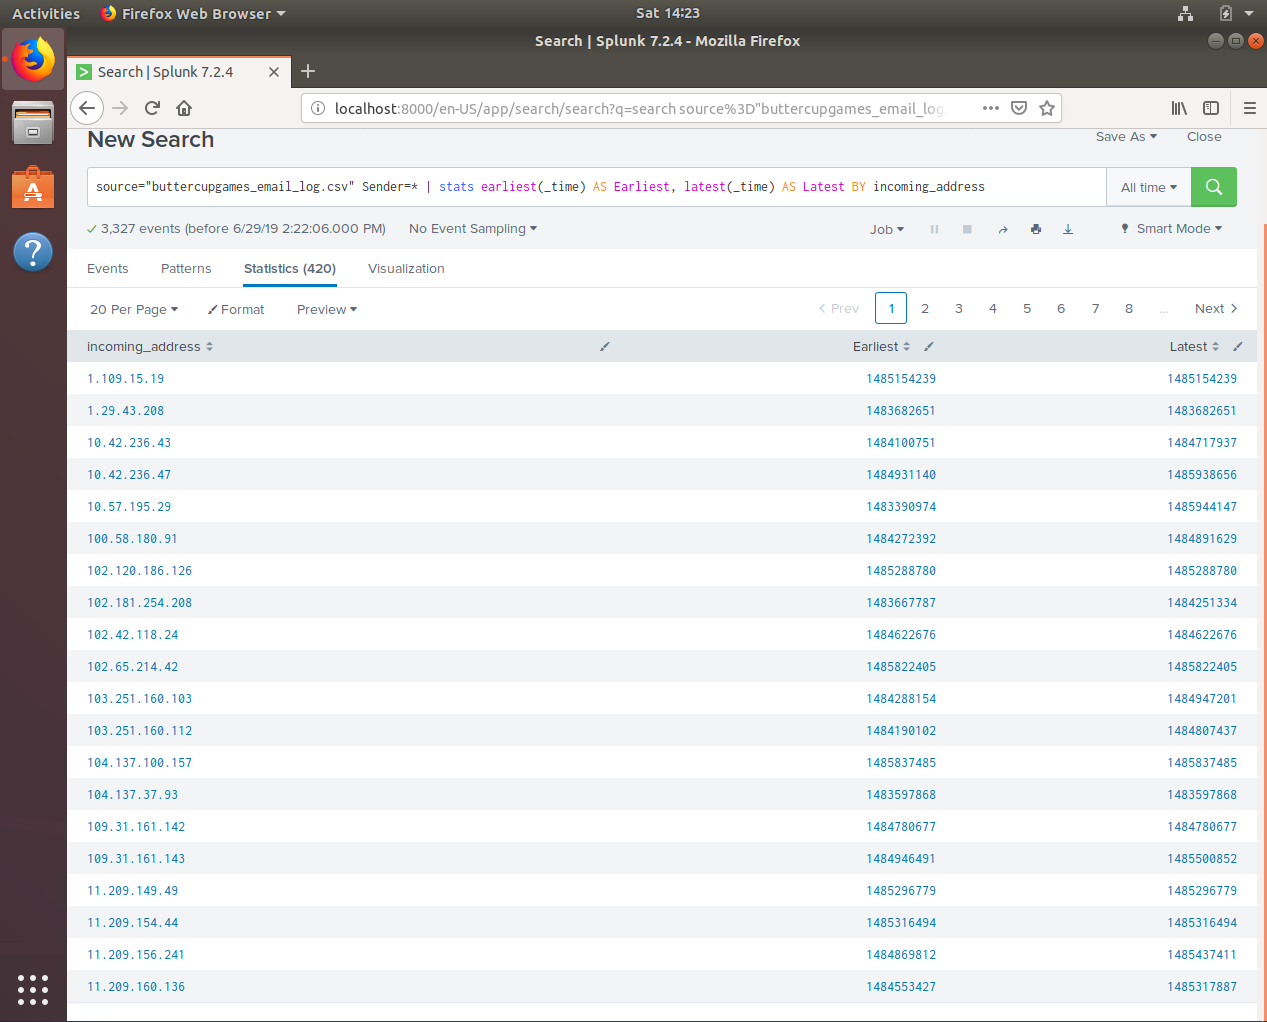 Activities Firefox Web Browser Sat 14:23
Search | Splunk 7.2.4 - Mozilla Firefox
Search | Splunk 7.2.4
localhost:8000/en-US/app/search/search?q=search source%3D"buttercupgames_email_log
New Search Save As Close
source="buttercupgames_email_log.csv" Sender=* | stats earliest(_time) AS Earliest, latest(_time) AS Latest BY incoming_address All time
3,327 events (before 6/29/19 2:22:06.000 PM) No Event Sampling Job Smart Mode
Events Patterns Statistics (420) Visualization
20 Per Page Format Preview Prev 1 2 3 4 5 6 7 8 ... Next
incoming_address Earliest Latest
1.109.15.19 1485154239 1485154239
1.29.43.208 1483682651 1483682651
10.42.236.43 1484100751 1484717937
10.42.236.47 1484931140 1485938656
10.57.195.29 1483390974 1485944147
100.58.180.91 1484272392 1484891629
102.120.186.126 1485288780 1485288780
102.181.254.208 1483667787 1484251334
102.42.118.24 1484622676 1484622676
102.65.214.42 1485822405 1485822405
103.251.160.103 1484288154 1484947201
103.251.160.112 1484190102 1484807437
104.137.100.157 1485837485 1485837485
104.137.37.93 1483597868 1483597868
109.31.161.142 1484780677 1484780677
109.31.161.143 1484946491 1485500852
11.209.149.49 1485296779 1485296779
11.209.154.44 1485316494 1485316494
11.209.156.241 1484869812 1485437411
11.209.160.136 1484553427 1485317887